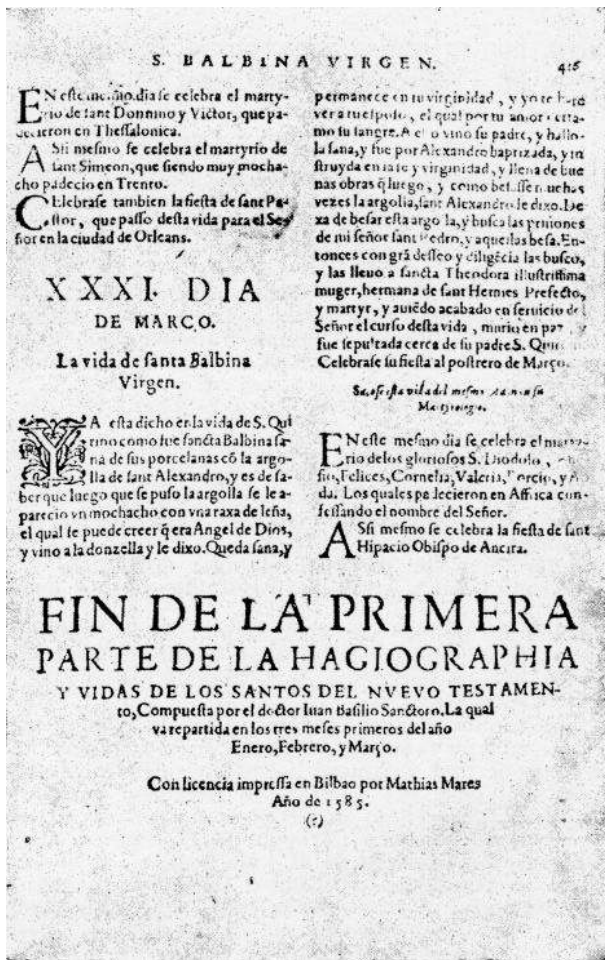 S. BALBINA VIRGEN.
EN este dia se celebra el marty-
rio de sant Donnino y Victor, que pa-
decieron en Thessalonica.
ASsi mesmo se celebra el martyrio de
sant Simeon, que siendo muy mocha-
cho padecio en Trento.
CElebrase tambien la fiesta de sant Pa-
stor, que passo desta vida para el Se-
ñor en la ciudad de Orleans.
XXXI. DIA
DE MARÇO.
La vida de santa Balbina
Virgen.
YA esta dicho en la vida de S. Qui
rino como fue sancta Balbina sa-
na de sus porcelanas cõ la argo-
lla de sant Alexandro, y es de sa-
ber que luego que se puso la argolla se le a-
parecio vn mochacho con vna raxa de leña,
el qual se puede creer q̃ era Angel de Dios,
y vino a la donzella y le dixo. Queda sana, y
permanece en tu virginidad, y yo te hare
ver a tu esposo, el qual por tu amor
mo su sangre. A vino su padre, y hallo-
la sana, y fue por Alexandro baptizada, y in
struyda en la fe y virginidad, y llena de bue
nas obras q̃ luego, y como besasse muchas
vezes la argolla, sant Alexandro le dixo. De
xa de besar esta argolla, y busca las prisiones
de mi señor sant Pedro, y aquellas besa. En-
tonces con grã desseo y diligẽcia las busco,
y las lleuo a sancta Theodora illustrissima
muger, hermana de sant Hermes Prefecto,
y martyr, y auiẽdo acabado en seruicio del
Señor el curso desta vida, murio en paz y
fue sepultada cerca de su padre S.
Celebrase su fiesta al postrero de Março.
esta vida del mesmo
Martyrologio.
EN este mesmo dia se celebra el marty-
rio de los gloriosos S. Diodolo,
sio, Felices, Cornelia, Valeria, Porcio, y
da. Los quales padecieron en Affrica con-
fessando el nombre del Señor.
ASsi mesmo se celebra la fiesta de sant
Hipacio Obispo de Ancira.
FIN DE LA PRIMERA
PARTE DE LA HAGIOGRAPHIA
Y VIDAS DE LOS SANTOS DEL NVEVO TESTAMEN-
to, Compuesta por el doctor Iuan Basilio Sanctoro. La qual
va repartida en los tres meses primeros del año
Enero, Febrero, y Março.
Con licencia impressa en Bilbao por Mathias Mares
Año de 1585.